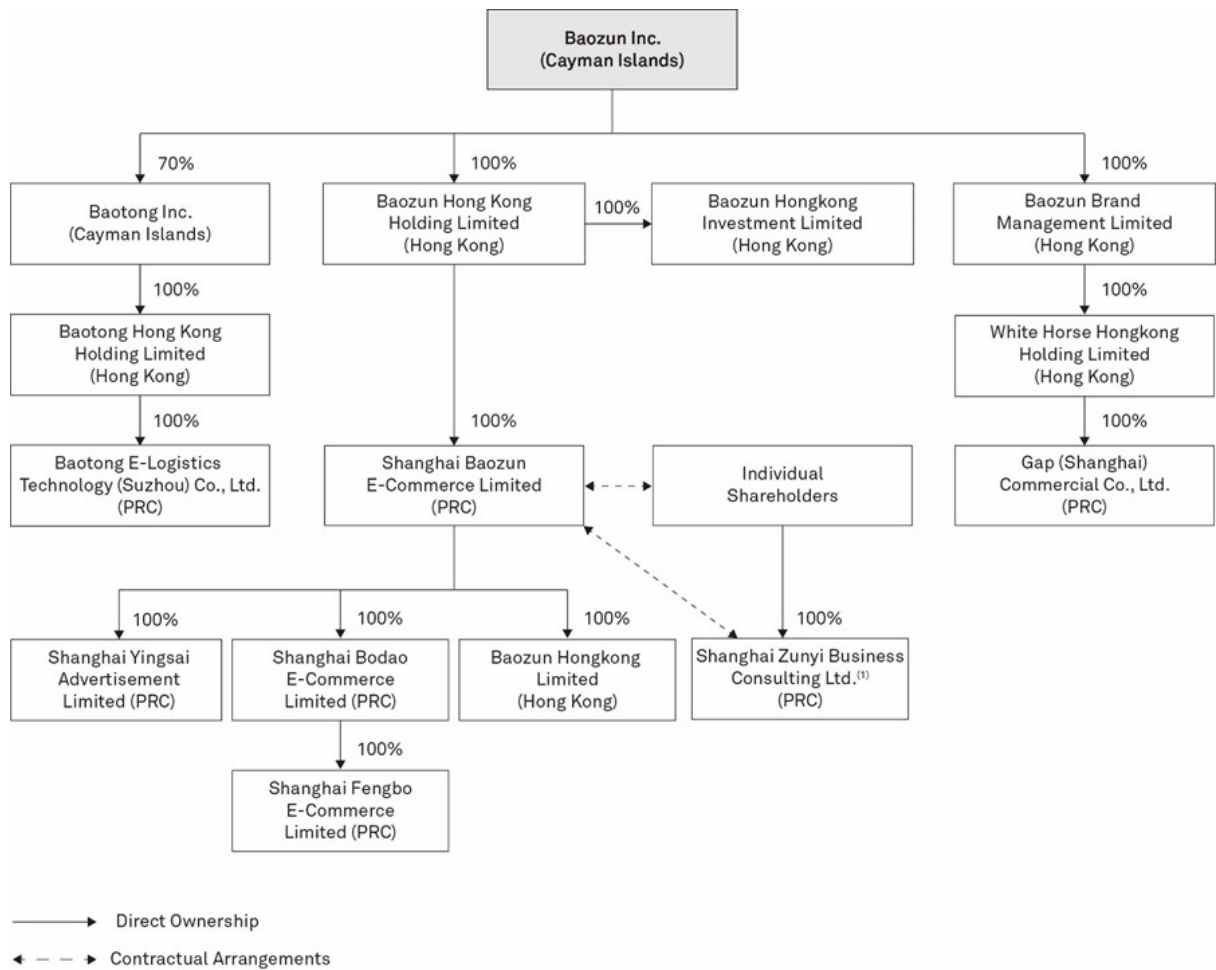 Baozun Inc.
(Cayman Islands)
70%
100%
100%
Baotong Inc.
(Cayman Islands)
Baozun Hong Kong
Holding Limited
(Hong Kong)
100%
Baozun Hongkong
Investment Limited
(Hong Kong)
Baozun Brand
Management Limited
(Hong Kong)
100%
100%
Baotong Hong Kong
Holding Limited
(Hong Kong)
White Horse Hongkong
Holding Limited
(Hong Kong)
100%
100%
100%
Baotong E-Logistics
Technology (Suzhou) Co., Ltd.
(PRC)
Shanghai Baozun
E-Commerce Limited
(PRC)
Individual
Shareholders
Gap (Shanghai)
Commercial Co., Ltd.
(PRC)
100%
100%
100%
100%
Shanghai Yingsai
Advertisement
Limited (PRC)
Shanghai Bodao
E-Commerce
Limited (PRC)
Baozun Hongkong
Limited
(Hong Kong)
Shanghai Zunyi Business
Consulting Ltd.(1)
(PRC)
100%
Shanghai Fengbo
E-Commerce
Limited (PRC)
Direct Ownership
Contractual Arrangements